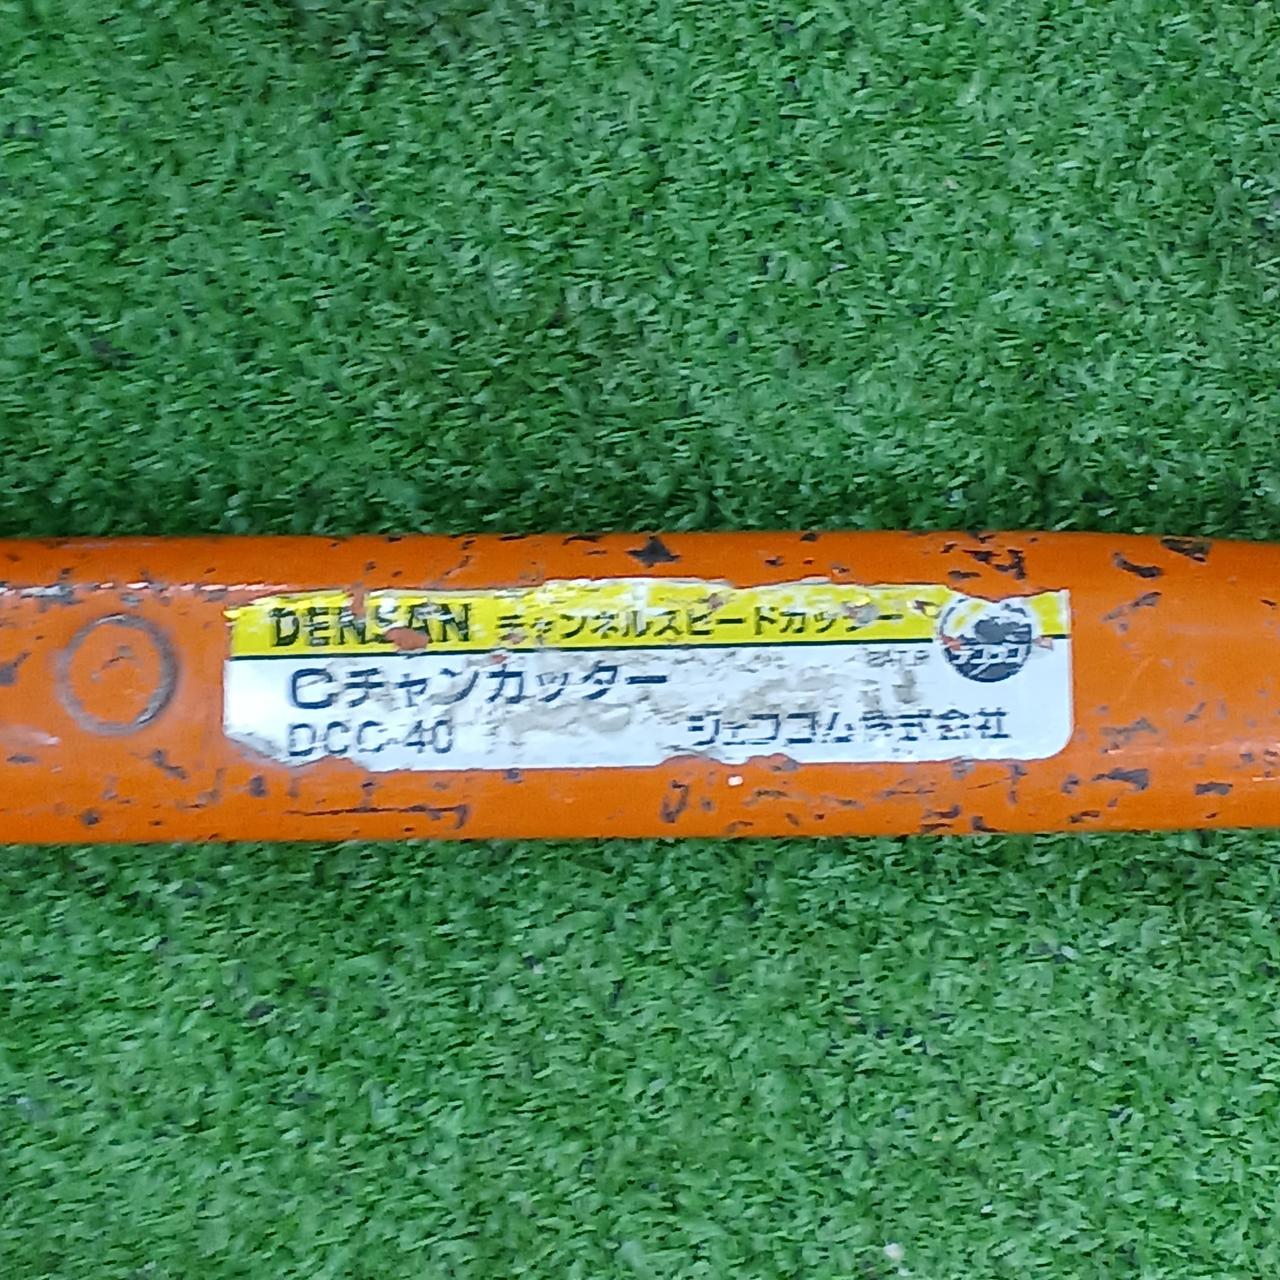 DENSAN チャンネルスピードカッター
Cチャンカッター
DCC-40 ジェフコム株式会社